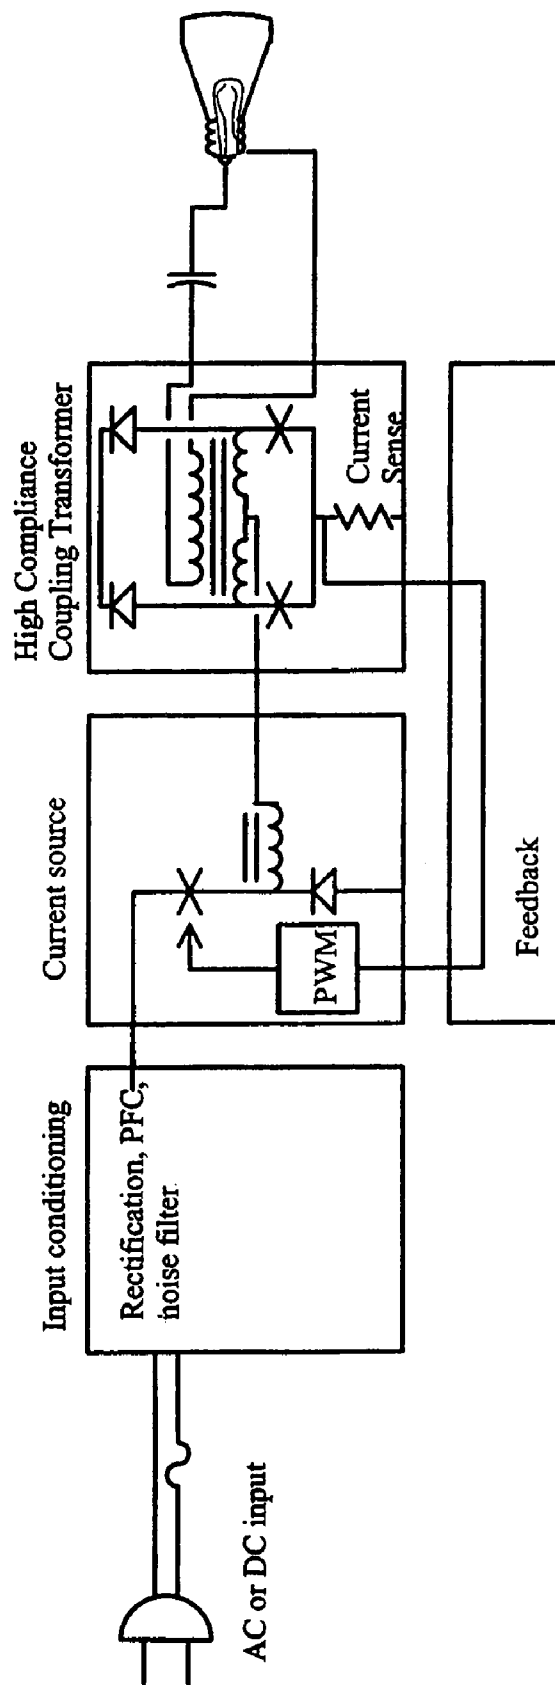 AC or DC input
Input conditioning
Rectification, PFC,
noise filter
Current source
PWM
High Compliance
Coupling Transformer
Current
Sense
Feedback